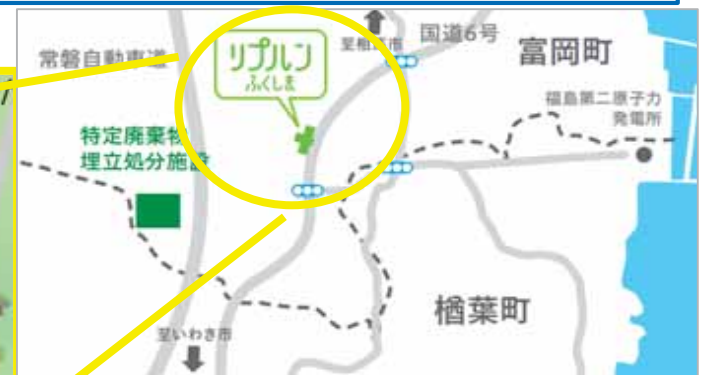 常磐自動車道
リプルン
ふくしま
至相馬市
国道6号
富岡町
福島第二原子力
発電所
特定廃棄物
埋立処分施設
楢葉町
至いわき市